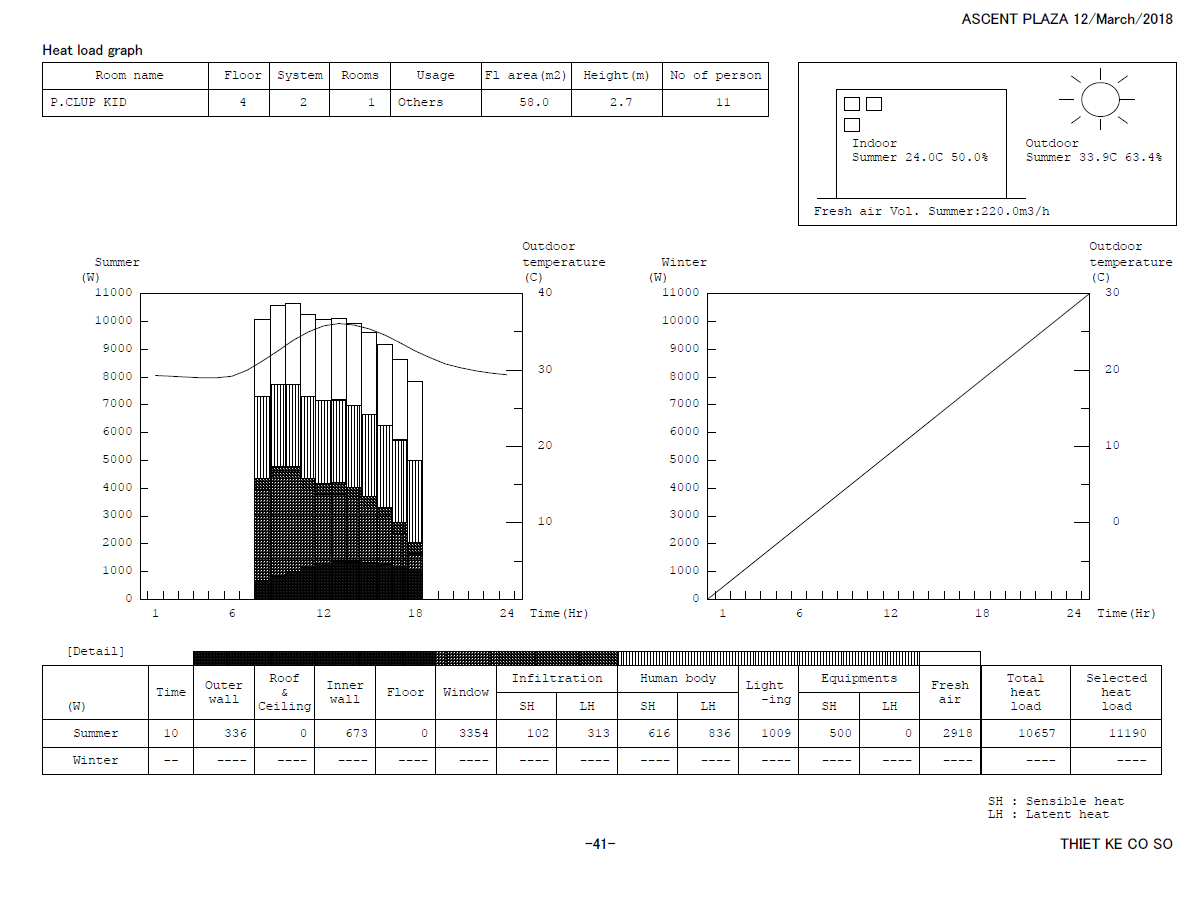 ASCENT PLAZA 12/March/2018
Heat load graph
Room name Floor System Rooms Usage Fl area(m2) Height(m) No of person
P.CLUP KID 4 2 1 Others 58.0 2.7 11
Indoor Outdoor
Summer 24.0C 50.0% Summer 33.9C 63.4%
Fresh air Vol. Summer:220.0m3/h
Outdoor Outdoor
Summer temperature Winter temperature
(W) (C) (W) (C)
11000 40 11000 30
10000 10000
9000 9000
8000 30 8000 20
7000 7000
6000 6000
5000 20 5000 10
4000 4000
3000 10 3000 0
2000 2000
1000 1000
0 0
1 6 12 18 24 Time(Hr) 1 6 12 18 24 Time(Hr)
[Detail]
(W) Time Outer wall Roof & Ceiling Inner wall Floor Window Infiltration Human body Light -ing Equipments Fresh air Total heat load Selected heat load
SH LH SH LH SH LH
Summer 10 336 0 673 0 3354 102 313 616 836 1009 500 0 2918 10657 11190
Winter -- ---- ---- ---- ---- ---- ---- ---- ---- ---- ---- ---- ---- ---- ---- ----
SH : Sensible heat
LH : Latent heat
-41- THIET KE CO SO